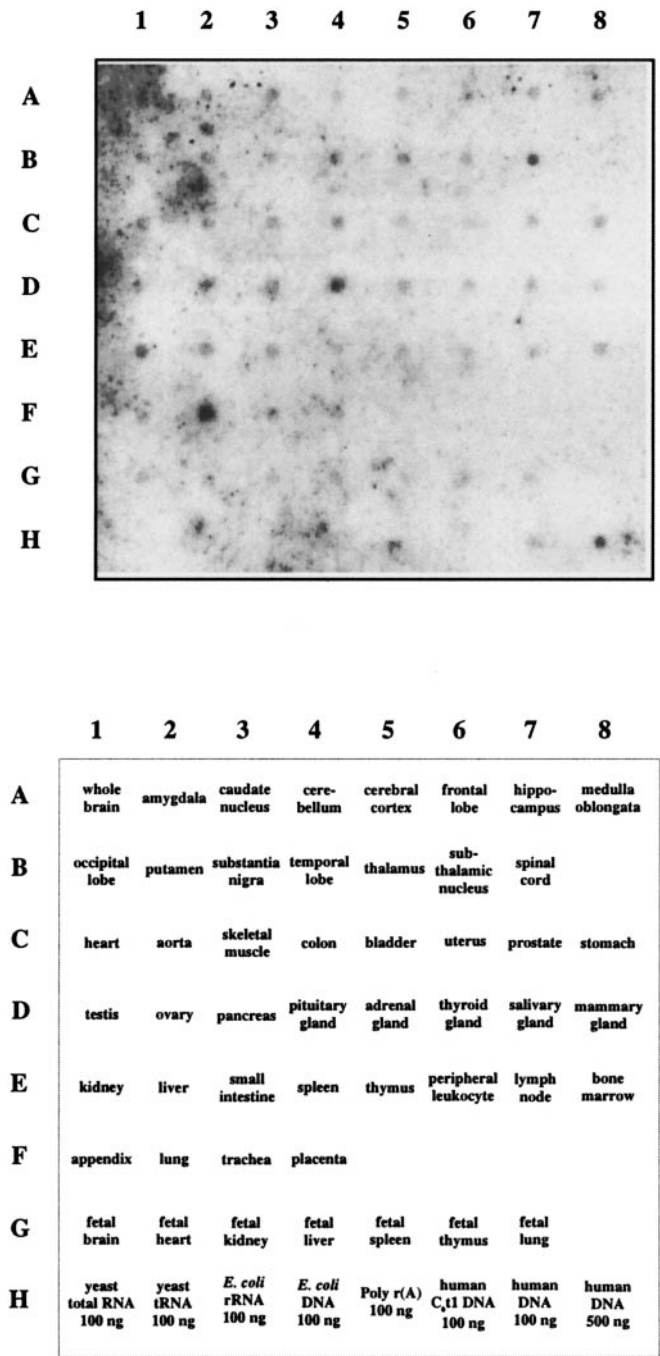 1 2 3 4 5 6 7 8
A
B
C
D
E
F
G
H
1 2 3 4 5 6 7 8
A
whole brain
amygdala
caudate nucleus
cere-bellum
cerebral cortex
frontal lobe
hippo-campus
medulla oblongata
B
occipital lobe
putamen
substantia nigra
temporal lobe
thalamus
sub-thalamic nucleus
spinal cord
C
heart
aorta
skeletal muscle
colon
bladder
uterus
prostate
stomach
D
testis
ovary
pancreas
pituitary gland
adrenal gland
thyroid gland
salivary gland
mammary gland
E
kidney
liver
small intestine
spleen
thymus
peripheral leukocyte
lymph node
bone marrow
F
appendix
lung
trachea
placenta
G
fetal brain
fetal heart
fetal kidney
fetal liver
fetal spleen
fetal thymus
fetal lung
H
yeast total RNA 100 ng
yeast tRNA 100 ng
E. coli rRNA 100 ng
E. coli DNA 100 ng
Poly r(A) 100 ng
human C₀t1 DNA 100 ng
human DNA 100 ng
human DNA 500 ng